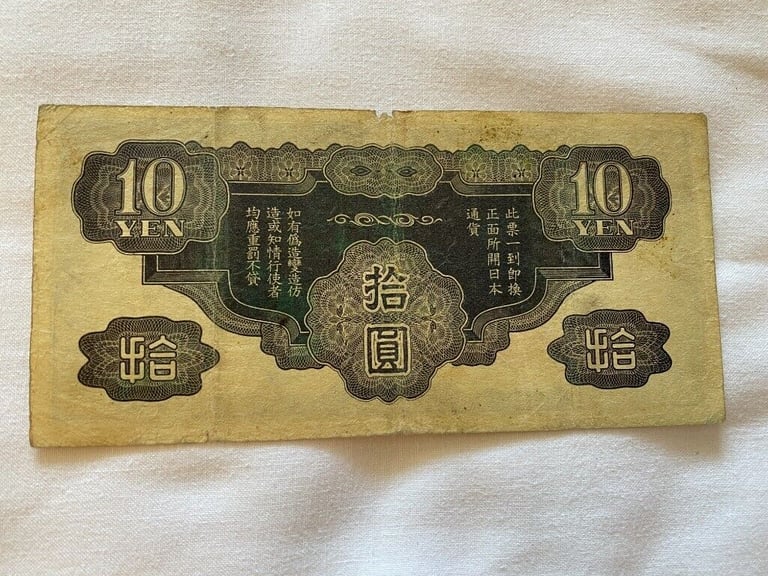 10
YEN
10
YEN
此票一到即換
正面所開日本
通貨
如有僞造變造仿
造或知情行使者
均應重罰不貸
拾
圓
拾
拾